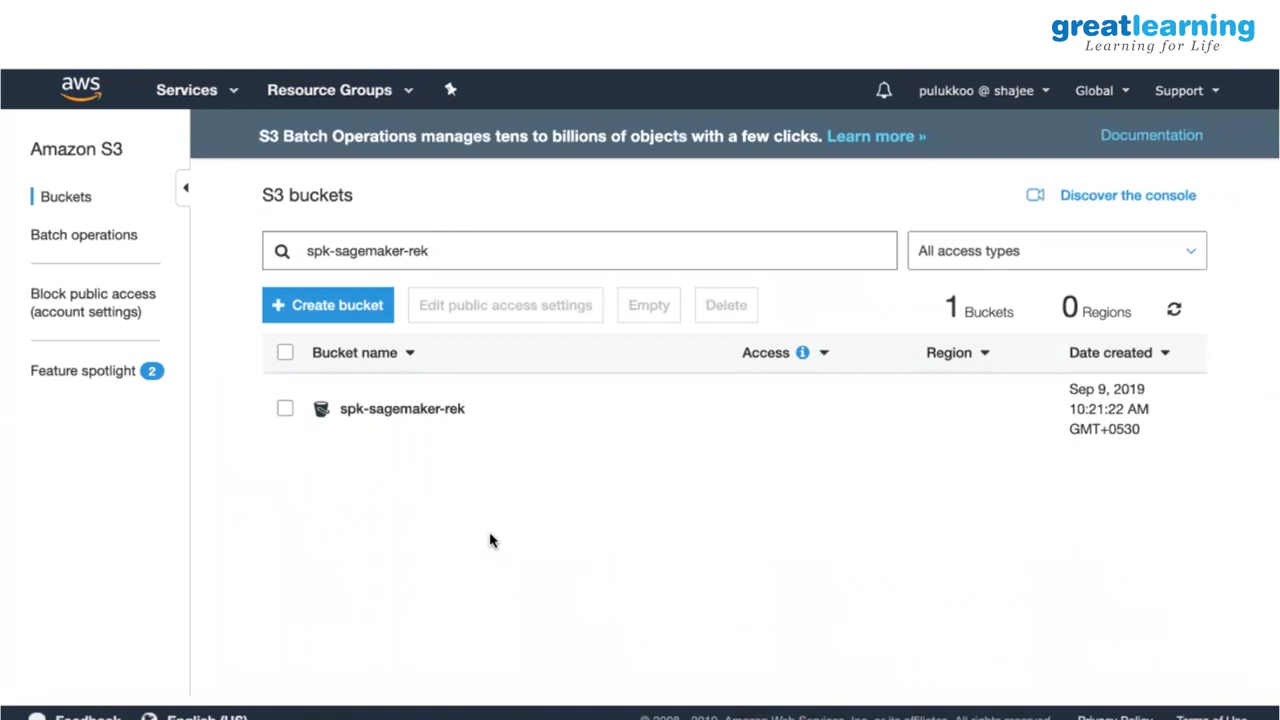 greatlearning
Learning for Life
aws Services Resource Groups pulukkoo @ shajee Global Support
Amazon S3
Buckets
Batch operations
Block public access
(account settings)
Feature spotlight 2
S3 Batch Operations manages tens to billions of objects with a few clicks. Learn more » Documentation
S3 buckets Discover the console
spk-sagemaker-rek All access types
+ Create bucket Edit public access settings Empty Delete 1 Buckets 0 Regions
Bucket name Access i Region Date created
spk-sagemaker-rek
Sep 9, 2019
10:21:22 AM
GMT+0530
Feedback English (US) © 2008 - 2019, Amazon Web Services, Inc. or its affiliates. All rights reserved. Privacy Policy Terms of Use